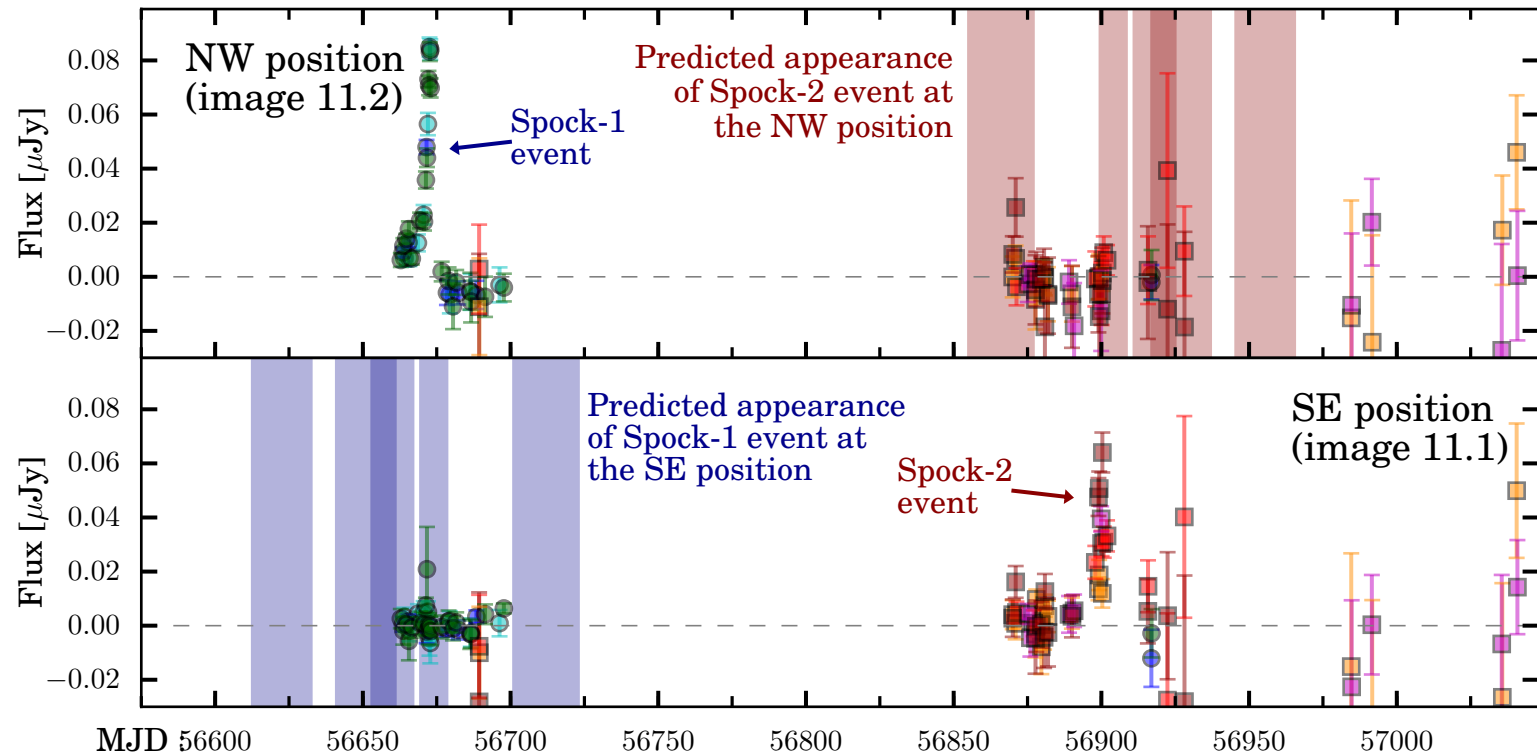 0.08
0.06
0.04
0.02
0.00
−0.02
Flux [μJy]
NW position
(image 11.2)
Spock-1
event
Predicted appearance
of Spock-2 event at
the NW position
0.08
0.06
0.04
0.02
0.00
−0.02
Flux [μJy]
Predicted appearance
of Spock-1 event at
the SE position
Spock-2
event
SE position
(image 11.1)
MJD :
56600
56650
56700
56750
56800
56850
56900
56950
57000